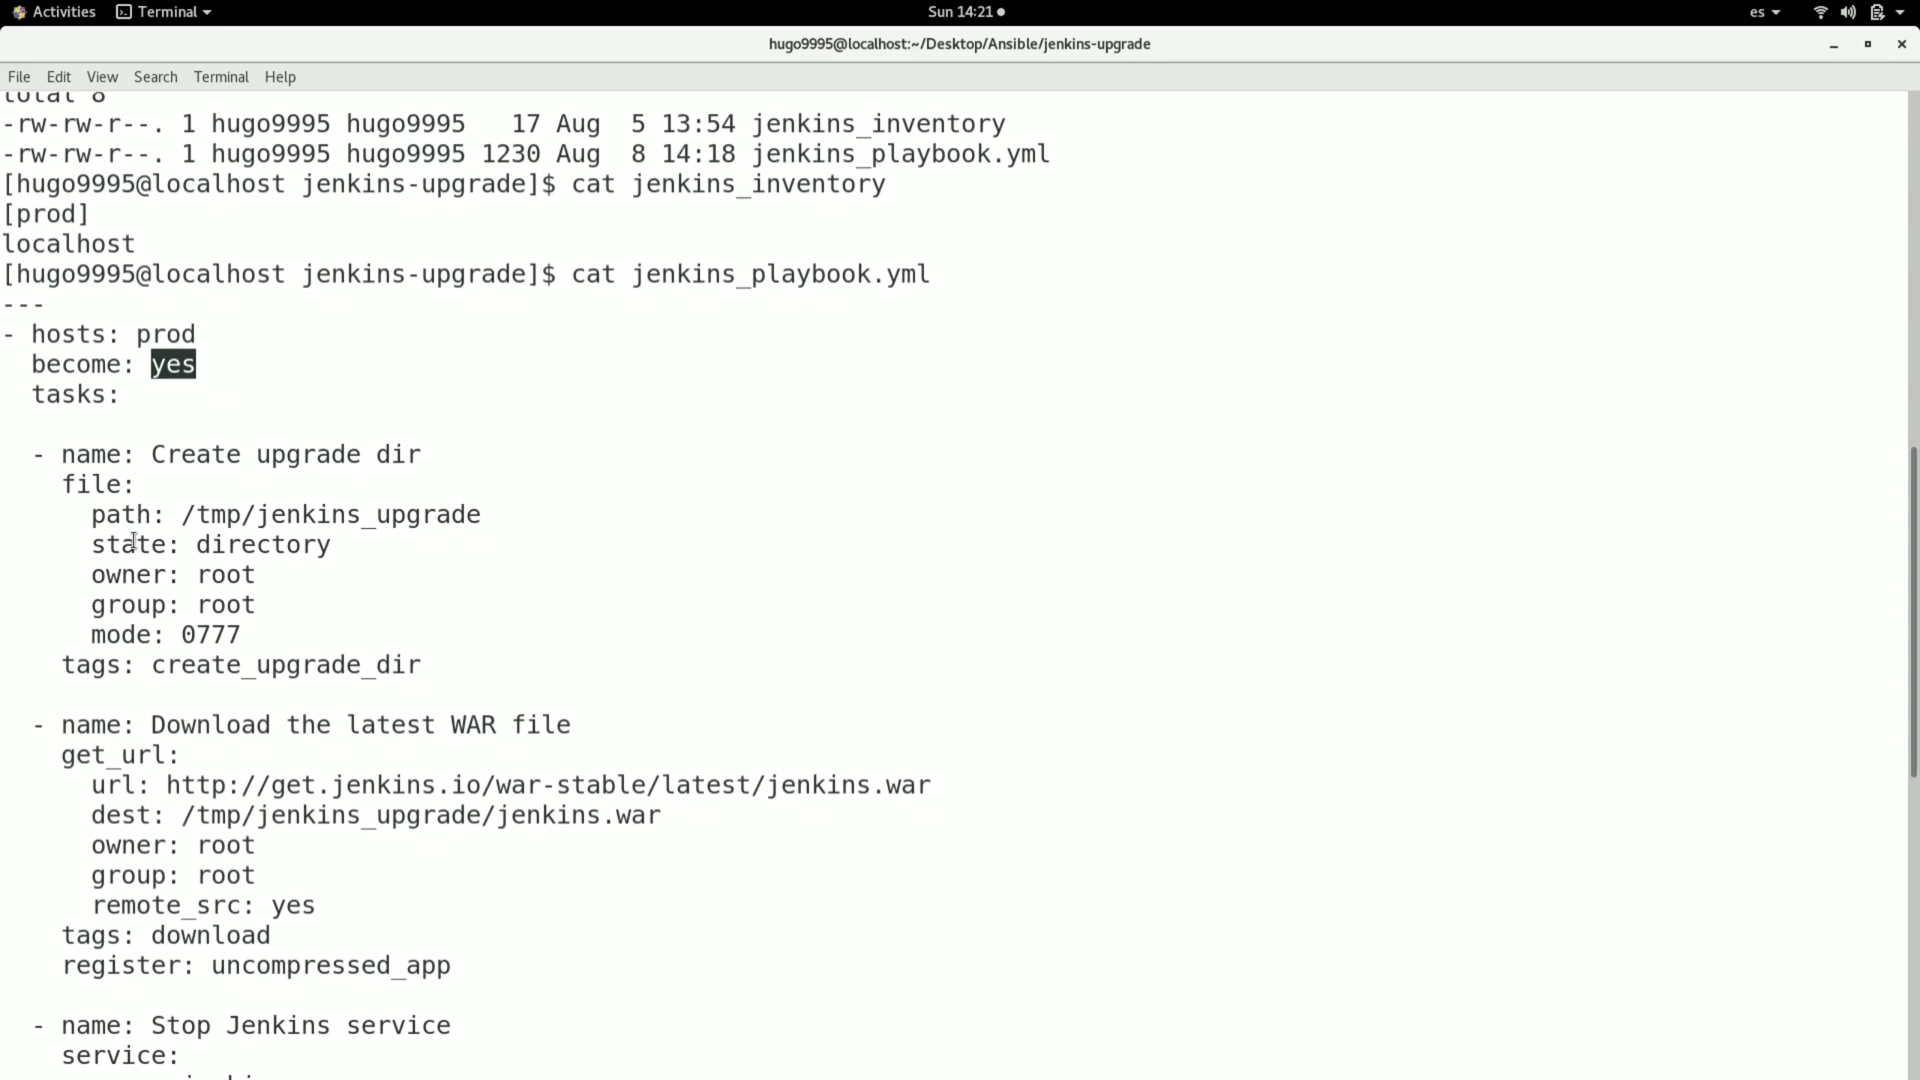 Activities Terminal Sun 14:21 es
hugo9995@localhost:~/Desktop/Ansible/jenkins-upgrade
File Edit View Search Terminal Help
total 8
-rw-rw-r--. 1 hugo9995 hugo9995   17 Aug  5 13:54 jenkins_inventory
-rw-rw-r--. 1 hugo9995 hugo9995 1230 Aug  8 14:18 jenkins_playbook.yml
[hugo9995@localhost jenkins-upgrade]$ cat jenkins_inventory
[prod]
localhost
[hugo9995@localhost jenkins-upgrade]$ cat jenkins_playbook.yml
---
- hosts: prod
  become: yes
  tasks:

  - name: Create upgrade dir
    file:
      path: /tmp/jenkins_upgrade
      state: directory
      owner: root
      group: root
      mode: 0777
    tags: create_upgrade_dir

  - name: Download the latest WAR file
    get_url:
      url: http://get.jenkins.io/war-stable/latest/jenkins.war
      dest: /tmp/jenkins_upgrade/jenkins.war
      owner: root
      group: root
      remote_src: yes
    tags: download
    register: uncompressed_app

  - name: Stop Jenkins service
    service: